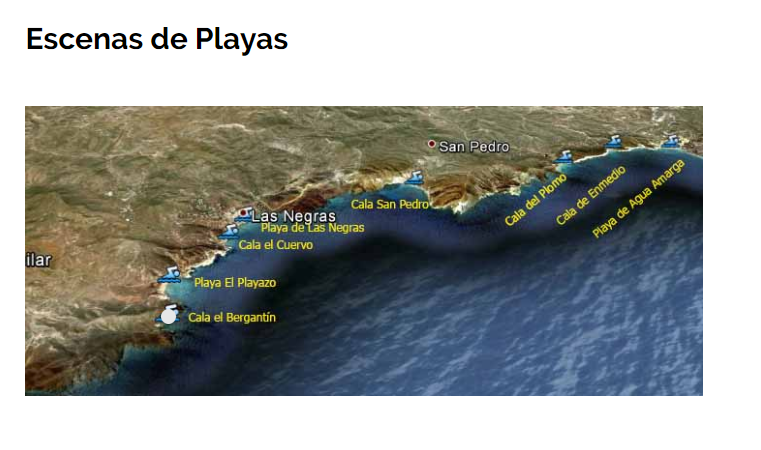 Escenas de Playas
San Pedro
Cala del Plomo
Cala de Enmedio
Playa de Agua Amarga
Cala San Pedro
Las Negras
Playa de Las Negras
Cala el Cuervo
ilar
Playa El Playazo
Cala el Bergantín